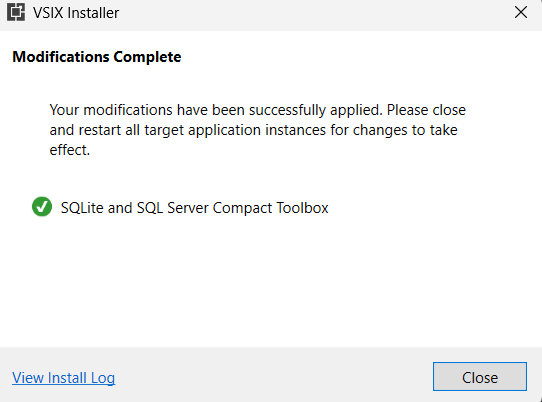 VSIX Installer
Modifications Complete
Your modifications have been successfully applied. Please close
and restart all target application instances for changes to take
effect.
SQLite and SQL Server Compact Toolbox
View Install Log
Close